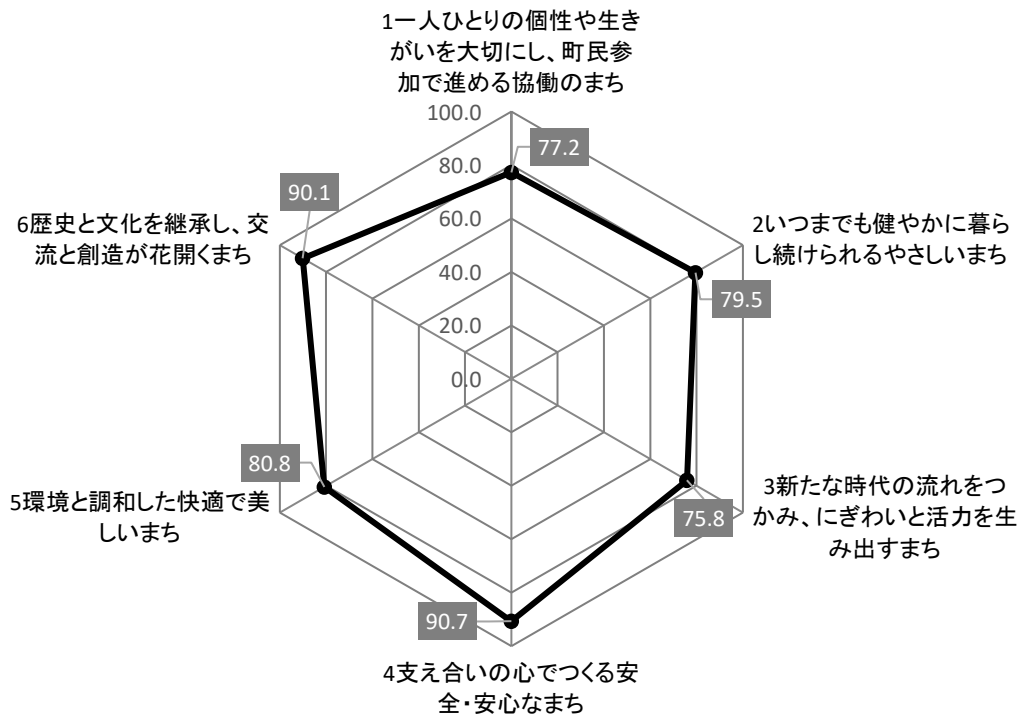 1一人ひとりの個性や生き
がいを大切にし、町民参
加で進める協働のまち
100.0
80.0
60.0
40.0
20.0
0.0
77.2
2いつまでも健やかに暮ら
し続けられるやさしいまち
79.5
3新たな時代の流れをつ
かみ、にぎわいと活力を生
み出すまち
75.8
4支え合いの心でつくる安
全・安心なまち
90.7
5環境と調和した快適で美
しいまち
80.8
6歴史と文化を継承し、交
流と創造が花開くまち
90.1